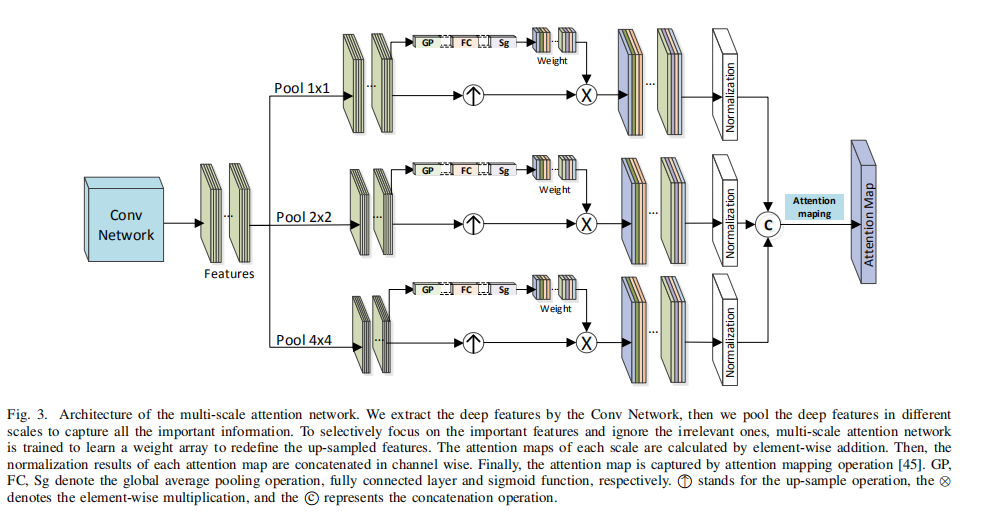 GP FC Sg
Weight
Pool 1x1
Normalization
Conv
Network
Features
GP FC Sg
Weight
Pool 2x2
Normalization
C
Attention
maping
Attention Map
GP FC Sg
Weight
Pool 4x4
Normalization
Fig. 3. Architecture of the multi-scale attention network. We extract the deep features by the Conv Network, then we pool the deep features in different
scales to capture all the important information. To selectively focus on the important features and ignore the irrelevant ones, multi-scale attention network
is trained to learn a weight array to redefine the up-sampled features. The attention maps of each scale are calculated by element-wise addition. Then, the
normalization results of each attention map are concatenated in channel wise. Finally, the attention map is captured by attention mapping operation [45]. GP,
FC, Sg denote the global average pooling operation, fully connected layer and sigmoid function, respectively. ⓛ stands for the up-sample operation, the ⊗
denotes the element-wise multiplication, and the ⓒ represents the concatenation operation.